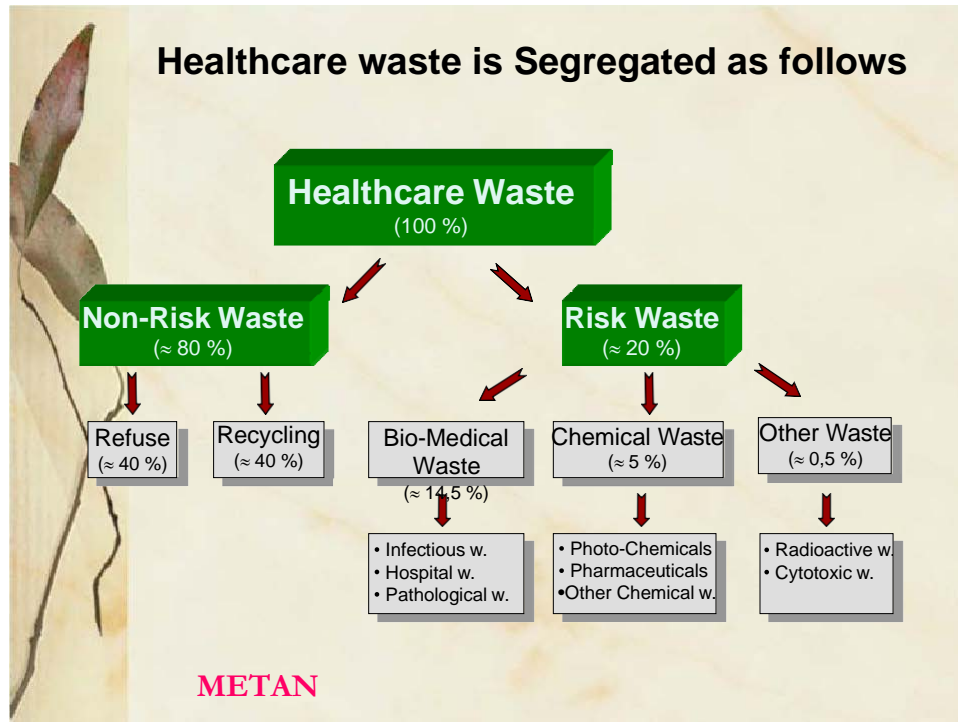 Healthcare waste is Segregated as follows
Healthcare Waste
(100 %)
Non-Risk Waste
(≈ 80 %)
Risk Waste
(≈ 20 %)
Refuse
(≈ 40 %)
Recycling
(≈ 40 %)
Bio-Medical
Waste
(≈ 14,5 %)
Chemical Waste
(≈ 5 %)
Other Waste
(≈ 0,5 %)
• Infectious w.
• Hospital w.
• Pathological w.
• Photo-Chemicals
• Pharmaceuticals
•Other Chemical w.
• Radioactive w.
• Cytotoxic w.
METAN